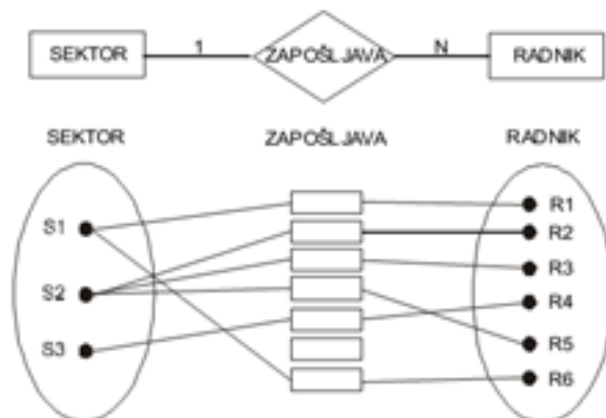 SEKTOR 1 ZAPOŠLJAVA N RADNIK
SEKTOR ZAPOŠLJAVA RADNIK
S1
S2
S3
R1
R2
R3
R4
R5
R6